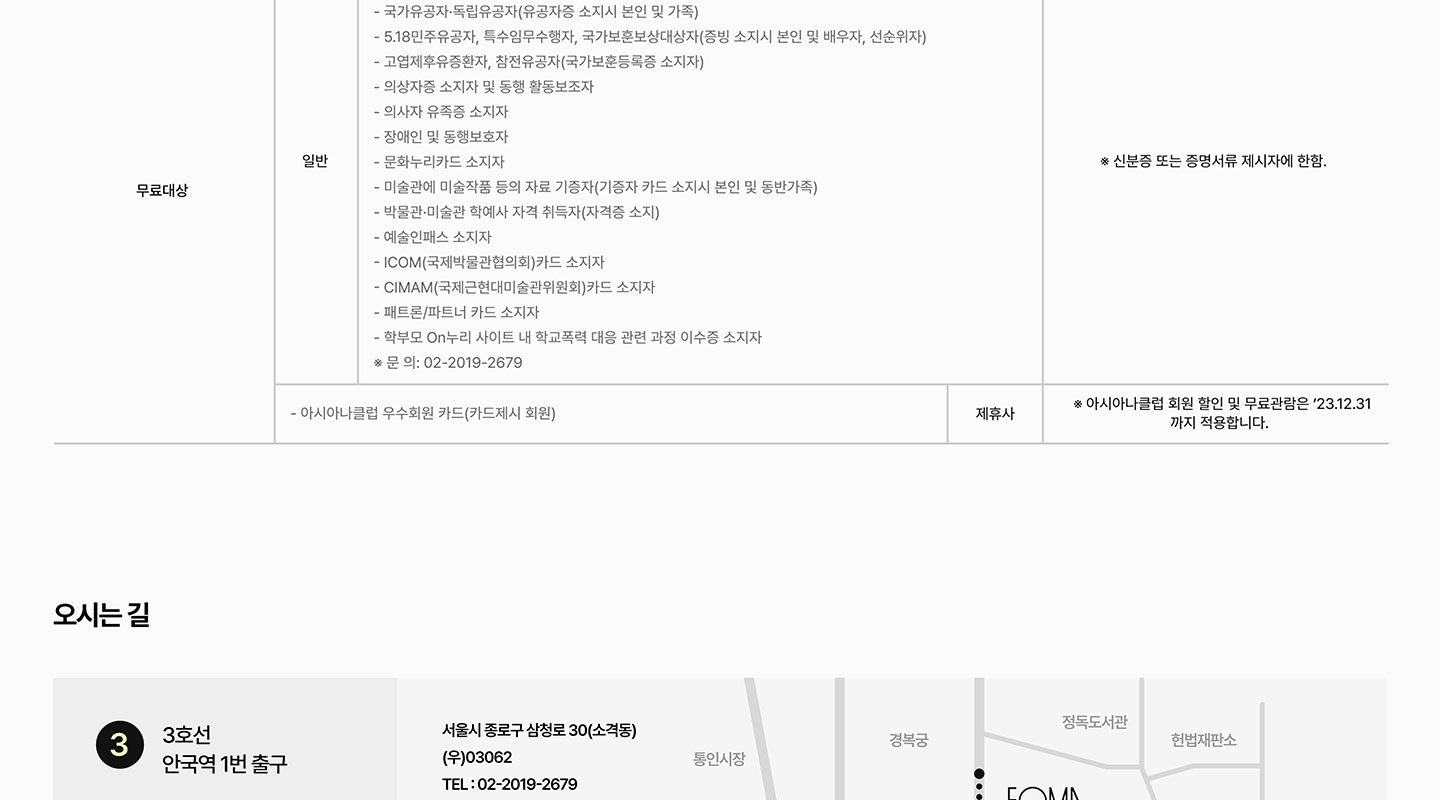 - 국가유공자·독립유공자(유공자증 소지시 본인 및 가족)
- 5.18민주유공자, 특수임무수행자, 국가보훈보상대상자(증빙 소지시 본인 및 배우자, 선순위자)
- 고엽제후유증환자, 참전유공자(국가보훈등록증 소지자)
- 의상자증 소지자 및 동행 활동보조자
- 의사자 유족증 소지자
- 장애인 및 동행보호자
일반
- 문화누리카드 소지자
※ 신분증 또는 증명서류 제시자에 한함.
무료대상
- 미술관에 미술작품 등의 자료 기증자(기증자 카드 소지시 본인 및 동반가족)
- 박물관·미술관 학예사 자격 취득자(자격증 소지)
- 예술인패스 소지자
- ICOM(국제박물관협의회)카드 소지자
- CIMAM(국제근현대미술관위원회)카드 소지자
- 패트론/파트너 카드 소지자
- 학부모 On누리 사이트 내 학교폭력 대응 관련 과정 이수증 소지자
※ 문 의: 02-2019-2679
- 아시아나클럽 우수회원 카드(카드제시 회원)
제휴사
※ 아시아나클럽 회원 할인 및 무료관람은 ’23.12.31
까지 적용합니다.
오시는 길
3
3호선
안국역 1번 출구
서울시 종로구 삼청로 30(소격동)
(우)03062
TEL : 02-2019-2679
통인시장
경복궁
정독도서관
헌법재판소